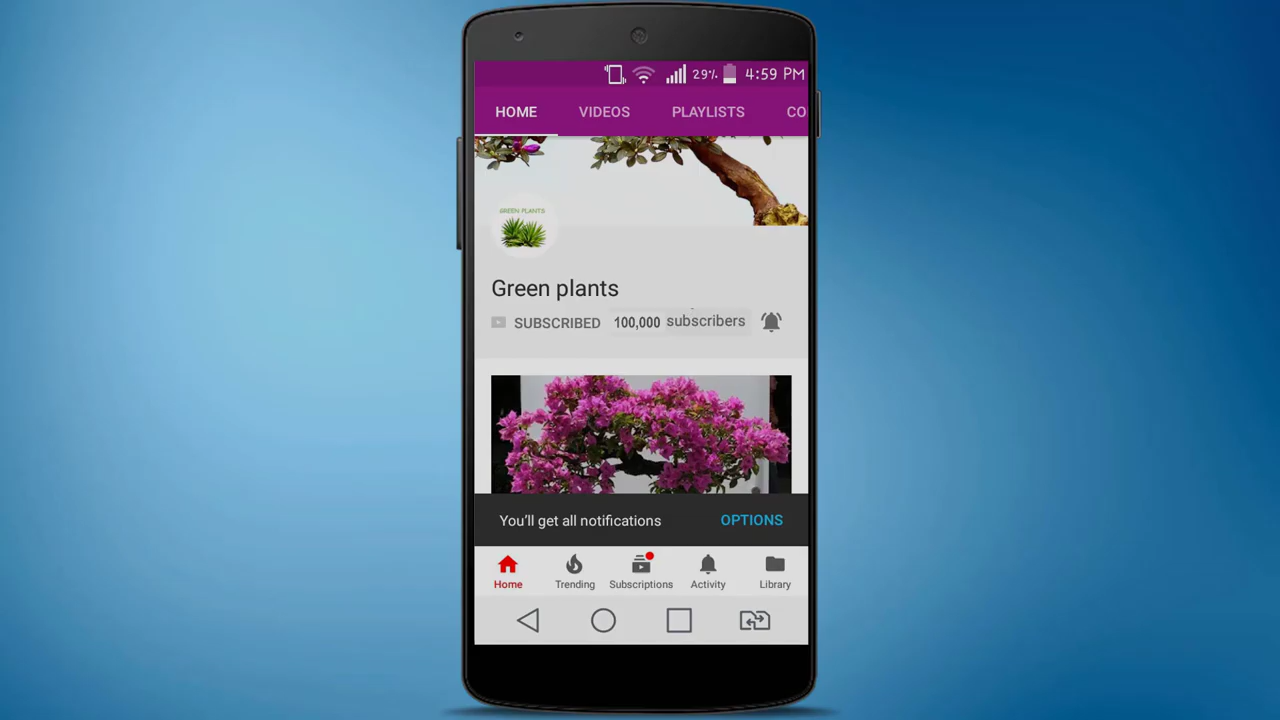 29% 4:59 PM
HOME VIDEOS PLAYLISTS CO
GREEN PLANTS
Green plants
SUBSCRIBED 100,000 subscribers
You'll get all notifications OPTIONS
Home Trending Subscriptions Activity Library